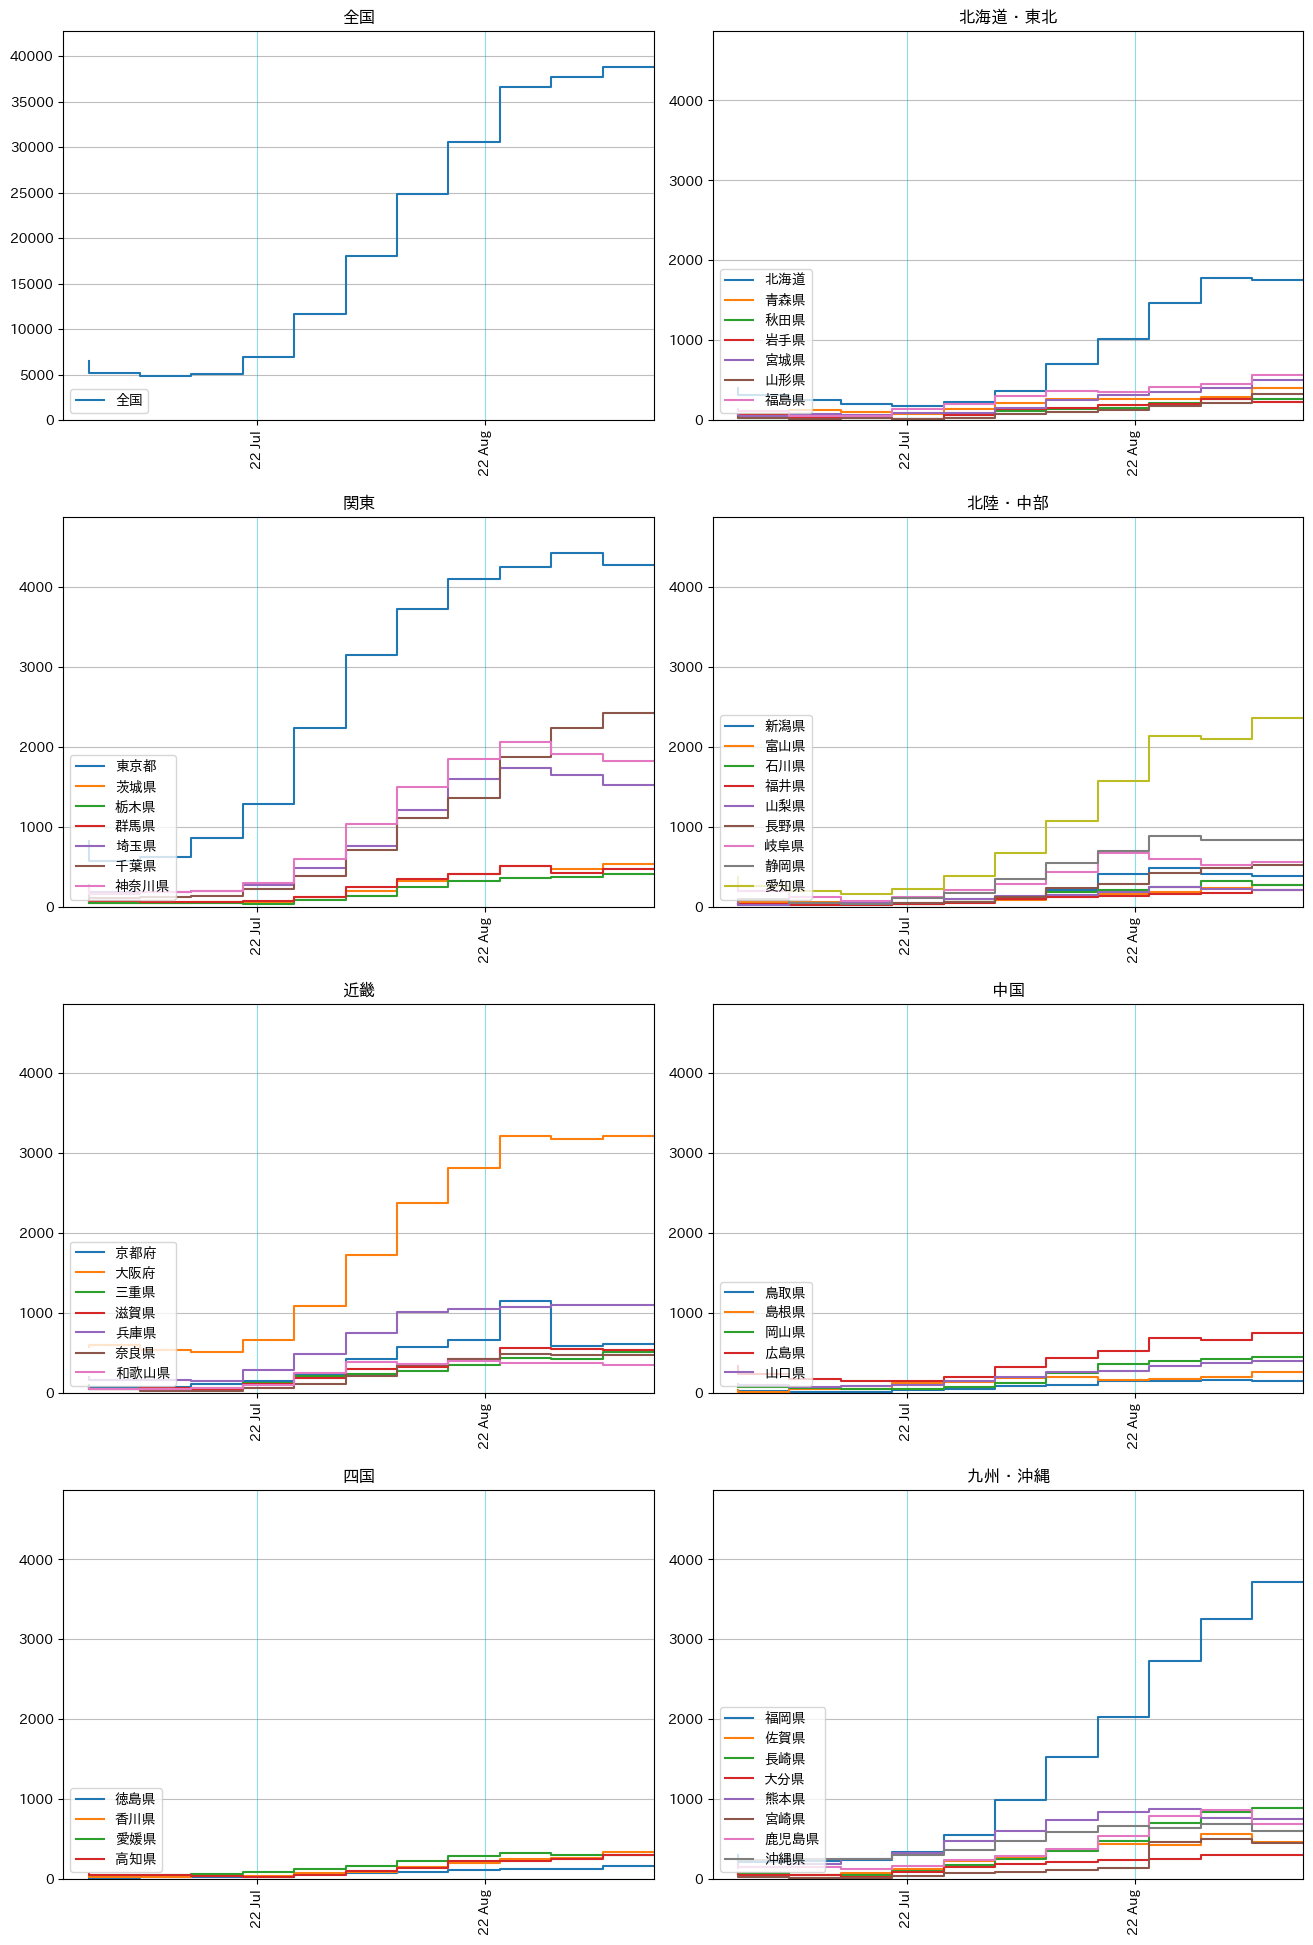 全国
40000
35000
30000
25000
20000
15000
10000
5000
0
全国
22 Jul
22 Aug
北海道・東北
4000
3000
2000
1000
0
北海道
青森県
秋田県
岩手県
宮城県
山形県
福島県
22 Jul
22 Aug
関東
4000
3000
2000
1000
0
東京都
茨城県
栃木県
群馬県
埼玉県
千葉県
神奈川県
22 Jul
22 Aug
北陸・中部
4000
3000
2000
1000
0
新潟県
富山県
石川県
福井県
山梨県
長野県
岐阜県
静岡県
愛知県
22 Jul
22 Aug
近畿
4000
3000
2000
1000
0
京都府
大阪府
三重県
滋賀県
兵庫県
奈良県
和歌山県
22 Jul
22 Aug
中国
4000
3000
2000
1000
0
鳥取県
島根県
岡山県
広島県
山口県
22 Jul
22 Aug
四国
4000
3000
2000
1000
0
徳島県
香川県
愛媛県
高知県
22 Jul
22 Aug
九州・沖縄
4000
3000
2000
1000
0
福岡県
佐賀県
長崎県
大分県
熊本県
宮崎県
鹿児島県
沖縄県
22 Jul
22 Aug